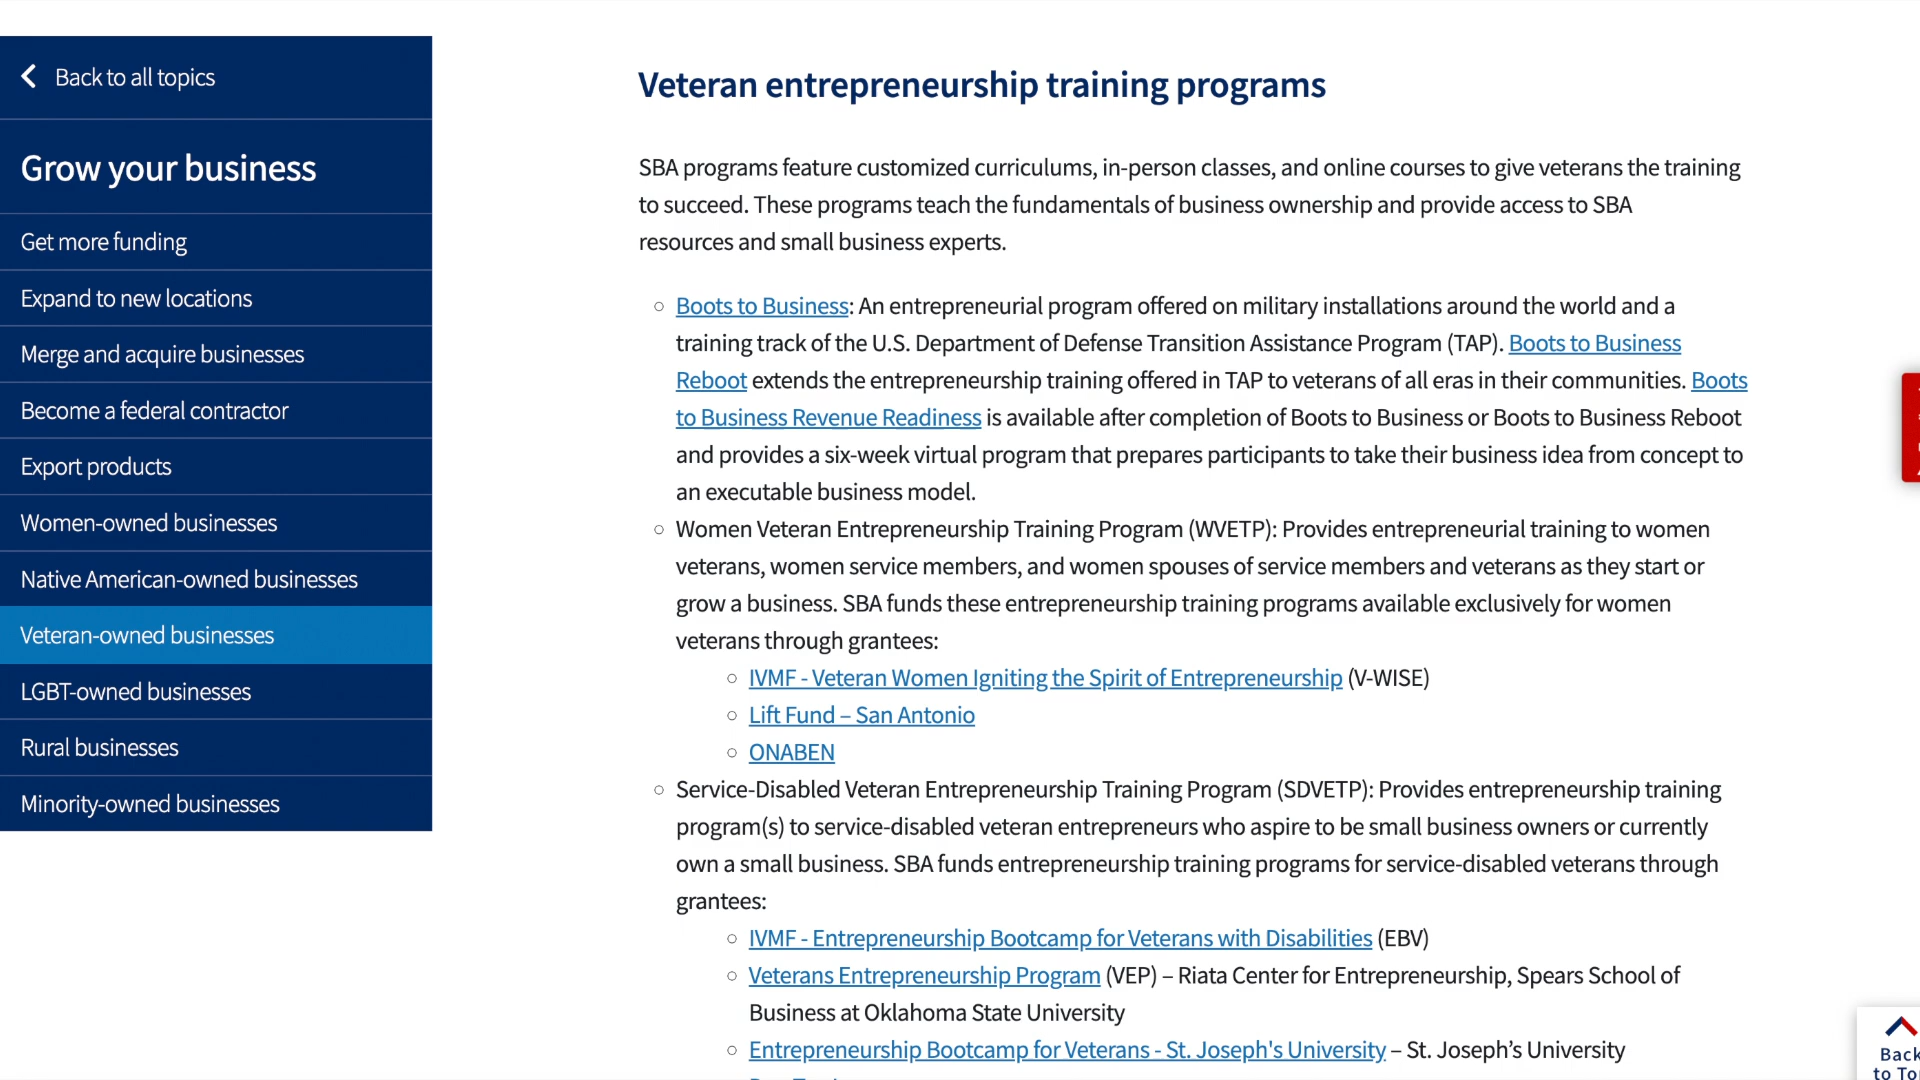 Back to all topics
Grow your business
Get more funding
Expand to new locations
Merge and acquire businesses
Become a federal contractor
Export products
Women-owned businesses
Native American-owned businesses
Veteran-owned businesses
LGBT-owned businesses
Rural businesses
Minority-owned businesses
Veteran entrepreneurship training programs
SBA programs feature customized curriculums, in-person classes, and online courses to give veterans the training
to succeed. These programs teach the fundamentals of business ownership and provide access to SBA
resources and small business experts.
Boots to Business: An entrepreneurial program offered on military installations around the world and a
training track of the U.S. Department of Defense Transition Assistance Program (TAP). Boots to Business
Reboot extends the entrepreneurship training offered in TAP to veterans of all eras in their communities. Boots
to Business Revenue Readiness is available after completion of Boots to Business or Boots to Business Reboot
and provides a six-week virtual program that prepares participants to take their business idea from concept to
an executable business model.
Women Veteran Entrepreneurship Training Program (WVETP): Provides entrepreneurial training to women
veterans, women service members, and women spouses of service members and veterans as they start or
grow a business. SBA funds these entrepreneurship training programs available exclusively for women
veterans through grantees:
IVMF - Veteran Women Igniting the Spirit of Entrepreneurship (V-WISE)
Lift Fund – San Antonio
ONABEN
Service-Disabled Veteran Entrepreneurship Training Program (SDVETP): Provides entrepreneurship training
program(s) to service-disabled veteran entrepreneurs who aspire to be small business owners or currently
own a small business. SBA funds entrepreneurship training programs for service-disabled veterans through
grantees:
IVMF - Entrepreneurship Bootcamp for Veterans with Disabilities (EBV)
Veterans Entrepreneurship Program (VEP) – Riata Center for Entrepreneurship, Spears School of
Business at Oklahoma State University
Entrepreneurship Bootcamp for Veterans - St. Joseph's University – St. Joseph’s University
Back
to To